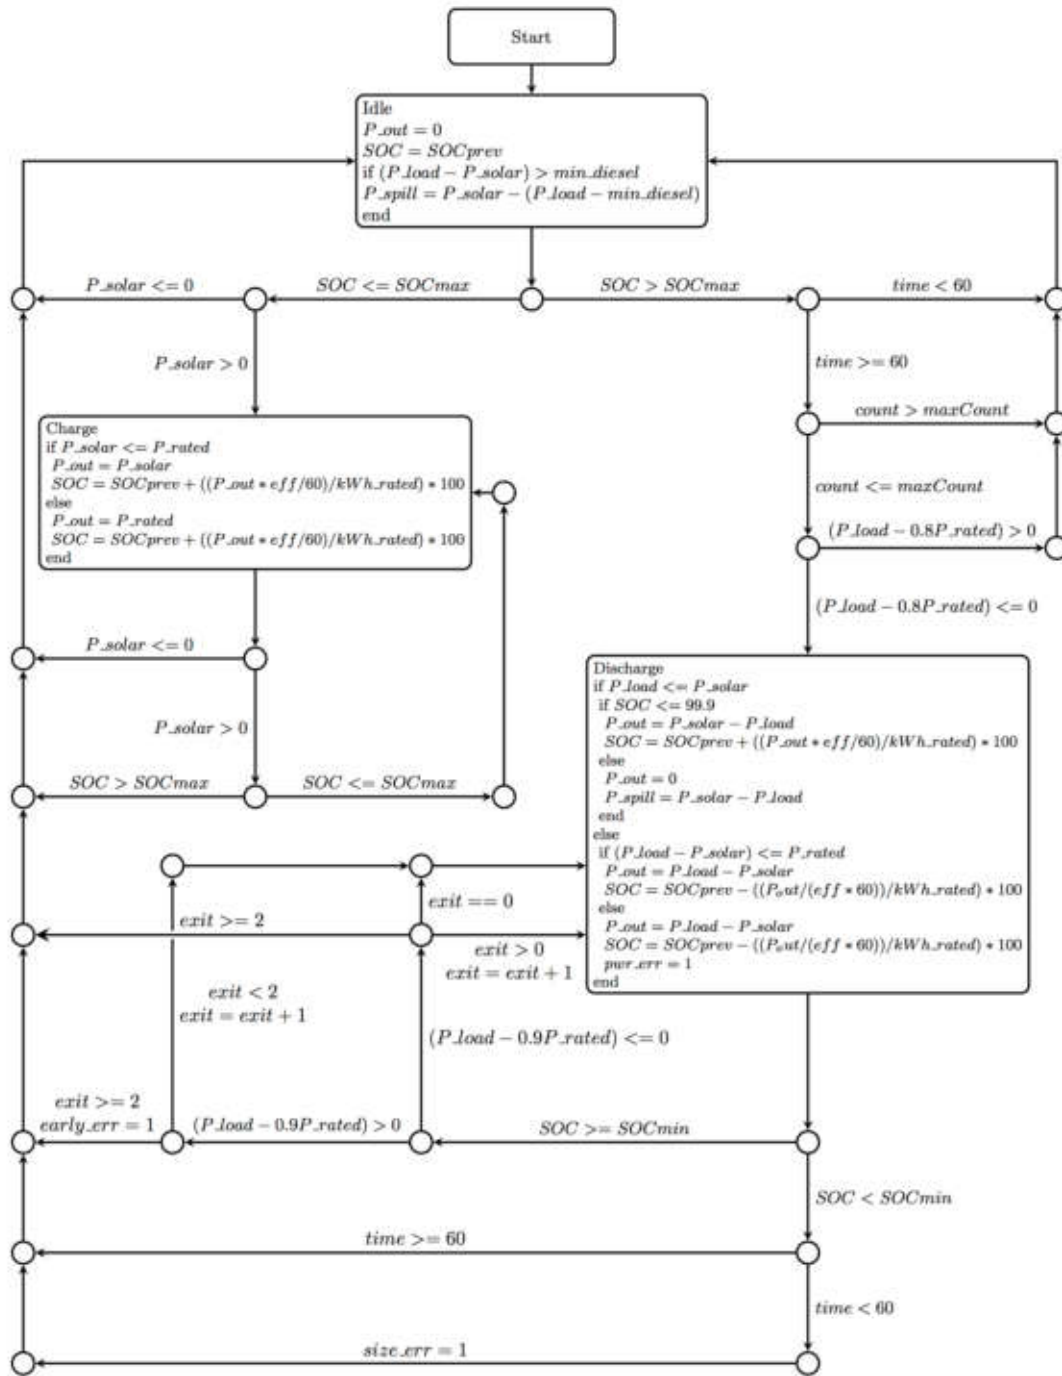 Start
Idle
P_out = 0
SOC = SOCprev
if (P_load − P_solar) > min_diesel
P_spill = P_solar − (P_load − min_diesel)
end
P_solar <= 0
SOC <= SOCmax
SOC > SOCmax
time < 60
P_solar > 0
time >= 60
Charge
if P_solar <= P_rated
P_out = P_solar
SOC = SOCprev + ((P_out * eff/60)/kWh_rated) * 100
else
P_out = P_rated
SOC = SOCprev + ((P_out * eff/60)/kWh_rated) * 100
end
count > maxCount
count <= maxCount
(P_load − 0.8P_rated) > 0
(P_load − 0.8P_rated) <= 0
P_solar <= 0
P_solar > 0
SOC > SOCmax
SOC <= SOCmax
Discharge
if P_load <= P_solar
if SOC <= 99.9
P_out = P_solar − P_load
SOC = SOCprev + ((P_out * eff/60)/kWh_rated) * 100
else
P_out = 0
P_spill = P_solar − P_load
end
else
if (P_load − P_solar) <= P_rated
P_out = P_load − P_solar
SOC = SOCprev − ((Pₒut/(eff * 60))/kWh_rated) * 100
else
P_out = P_load − P_solar
SOC = SOCprev − ((Pₒut/(eff * 60))/kWh_rated) * 100
pwr_err = 1
end
exit == 0
exit >= 2
exit > 0
exit = exit + 1
exit < 2
exit = exit + 1
(P_load − 0.9P_rated) <= 0
exit >= 2
early_err = 1
(P_load − 0.9P_rated) > 0
SOC >= SOCmin
SOC < SOCmin
time >= 60
time < 60
size_err = 1